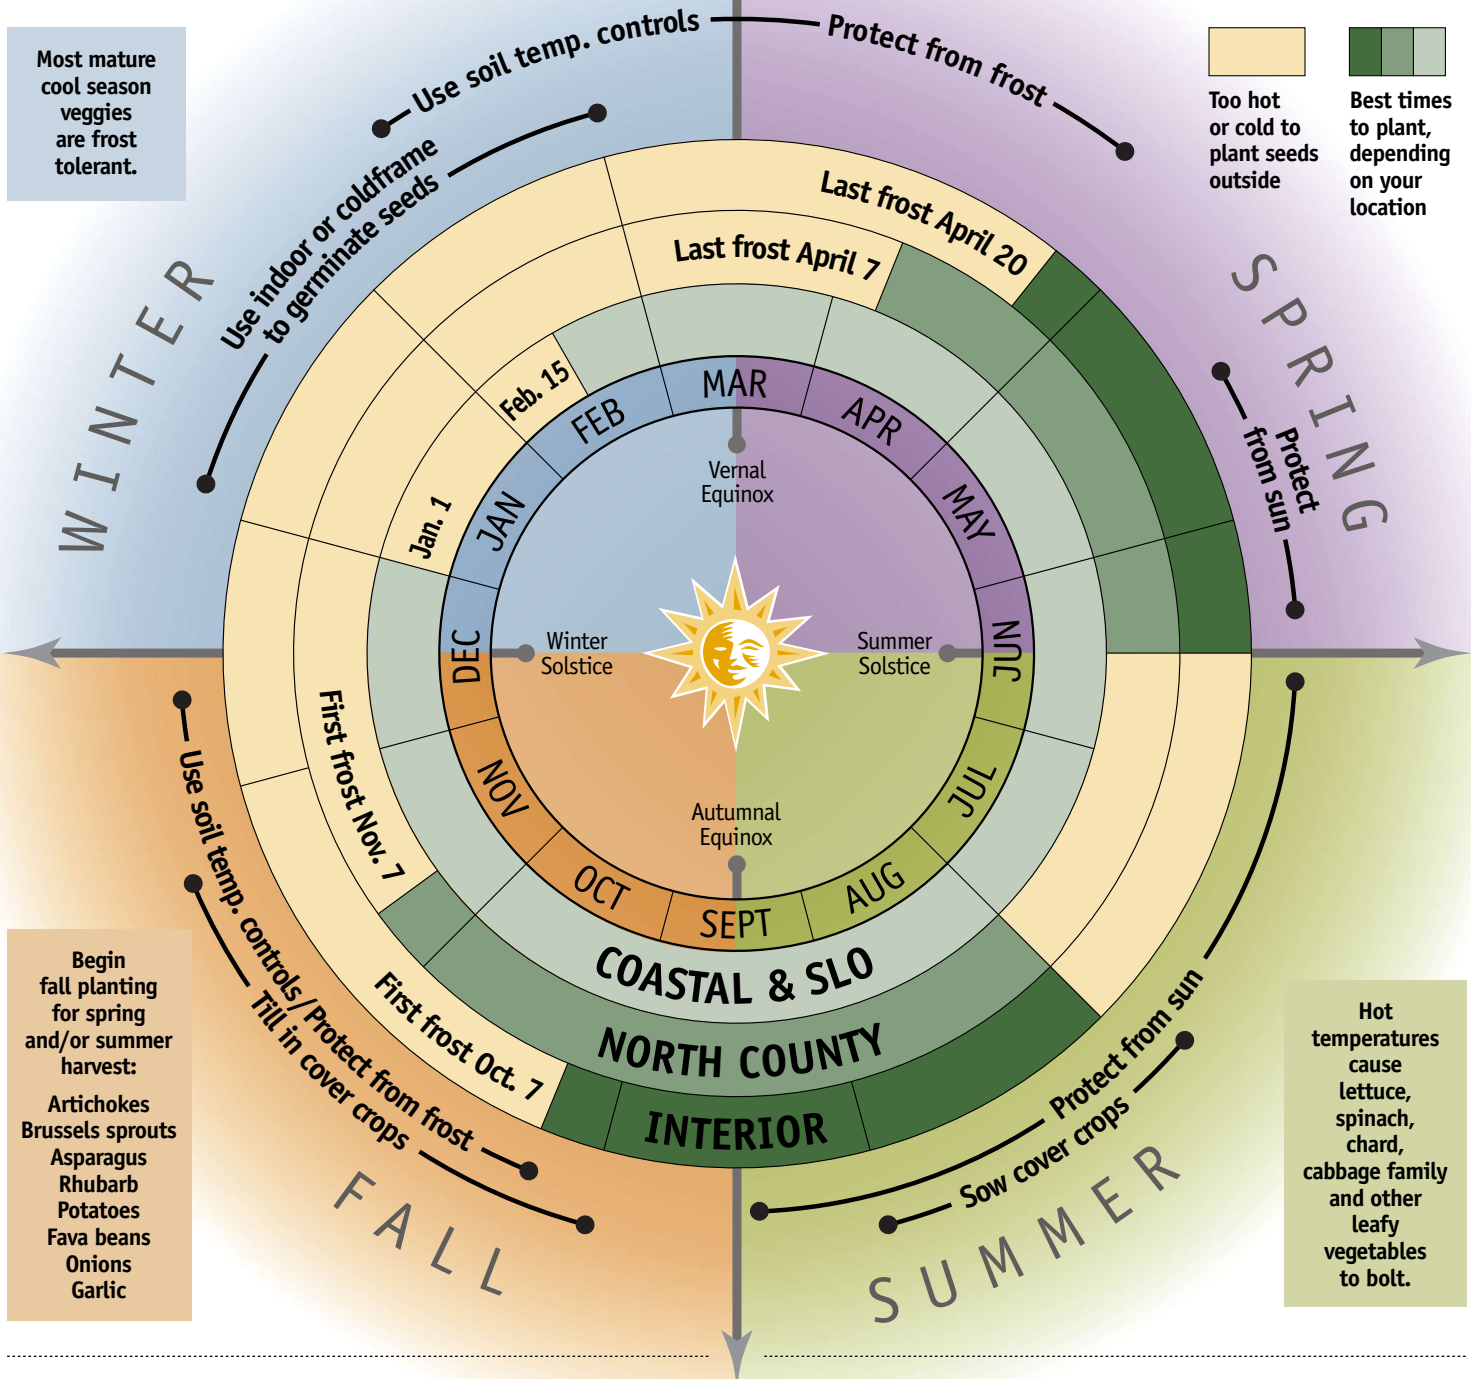 Most mature
cool season
veggies
are frost
tolerant.
Use soil temp. controls
Protect from frost
Too hot
or cold to
plant seeds
outside
Best times
to plant,
depending
on your
location
Use indoor or coldframe
to germinate seeds
WINTER
SPRING
Last frost April 20
Last frost April 7
Feb. 15
Jan. 1
Protect
from sun
JAN
FEB
MAR
APR
MAY
JUN
JUL
AUG
SEPT
OCT
NOV
DEC
Vernal
Equinox
Winter
Solstice
Summer
Solstice
Autumnal
Equinox
First frost Nov. 7
First frost Oct. 7
COASTAL & SLO
NORTH COUNTY
INTERIOR
Use soil temp. controls/Protect from frost
Till in cover crops
Protect from sun
Sow cover crops
FALL
SUMMER
Begin
fall planting
for spring
and/or summer
harvest:
Artichokes
Brussels sprouts
Asparagus
Rhubarb
Potatoes
Fava beans
Onions
Garlic
Hot
temperatures
cause
lettuce,
spinach,
chard,
cabbage family
and other
leafy
vegetables
to bolt.